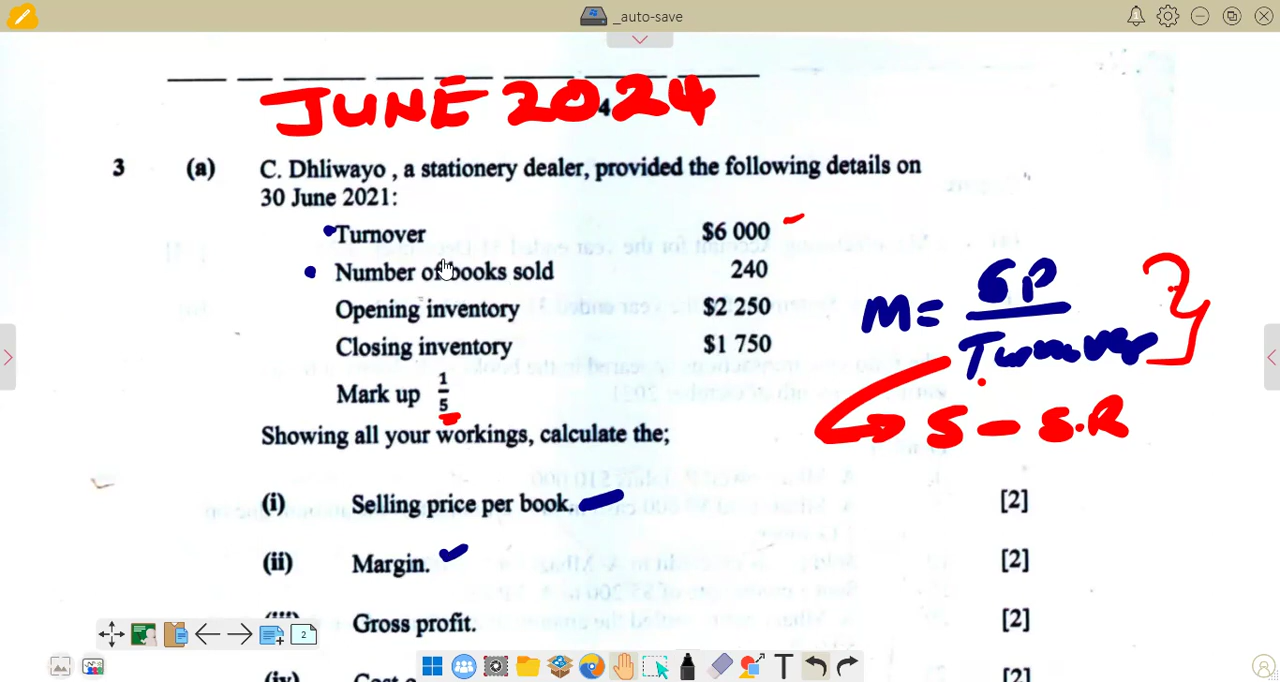 _auto-save
JUNE 2024
4
3 (a) C. Dhliwayo , a stationery dealer, provided the following details on
30 June 2021:
Turnover $6 000
Number of books sold 240
Opening inventory $2 250
Closing inventory $1 750
Mark up 1/5
M = GP/Turnover
S - S.R
Showing all your workings, calculate the;
(i) Selling price per book. [2]
(ii) Margin. [2]
(iii) Gross profit. [2]
2